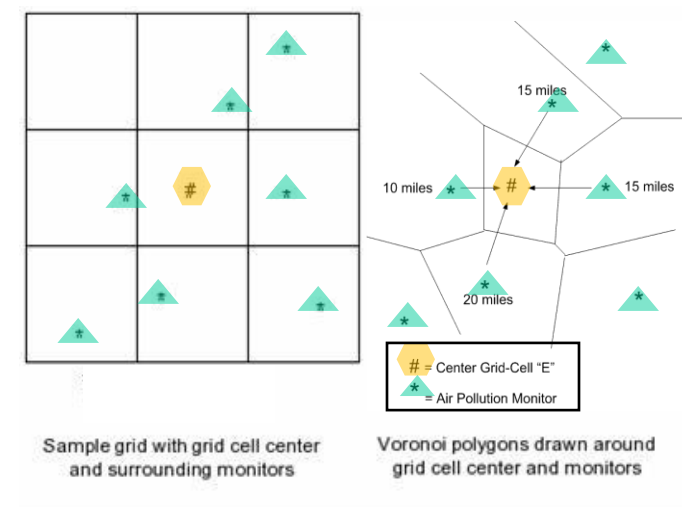 *
*
*
#
*
*
*
*
*
15 miles
*
10 miles
*
#
*
15 miles
*
20 miles
*
*
# = Center Grid-Cell “E”
* = Air Pollution Monitor
Sample grid with grid cell center
and surrounding monitors
Voronoi polygons drawn around
grid cell center and monitors